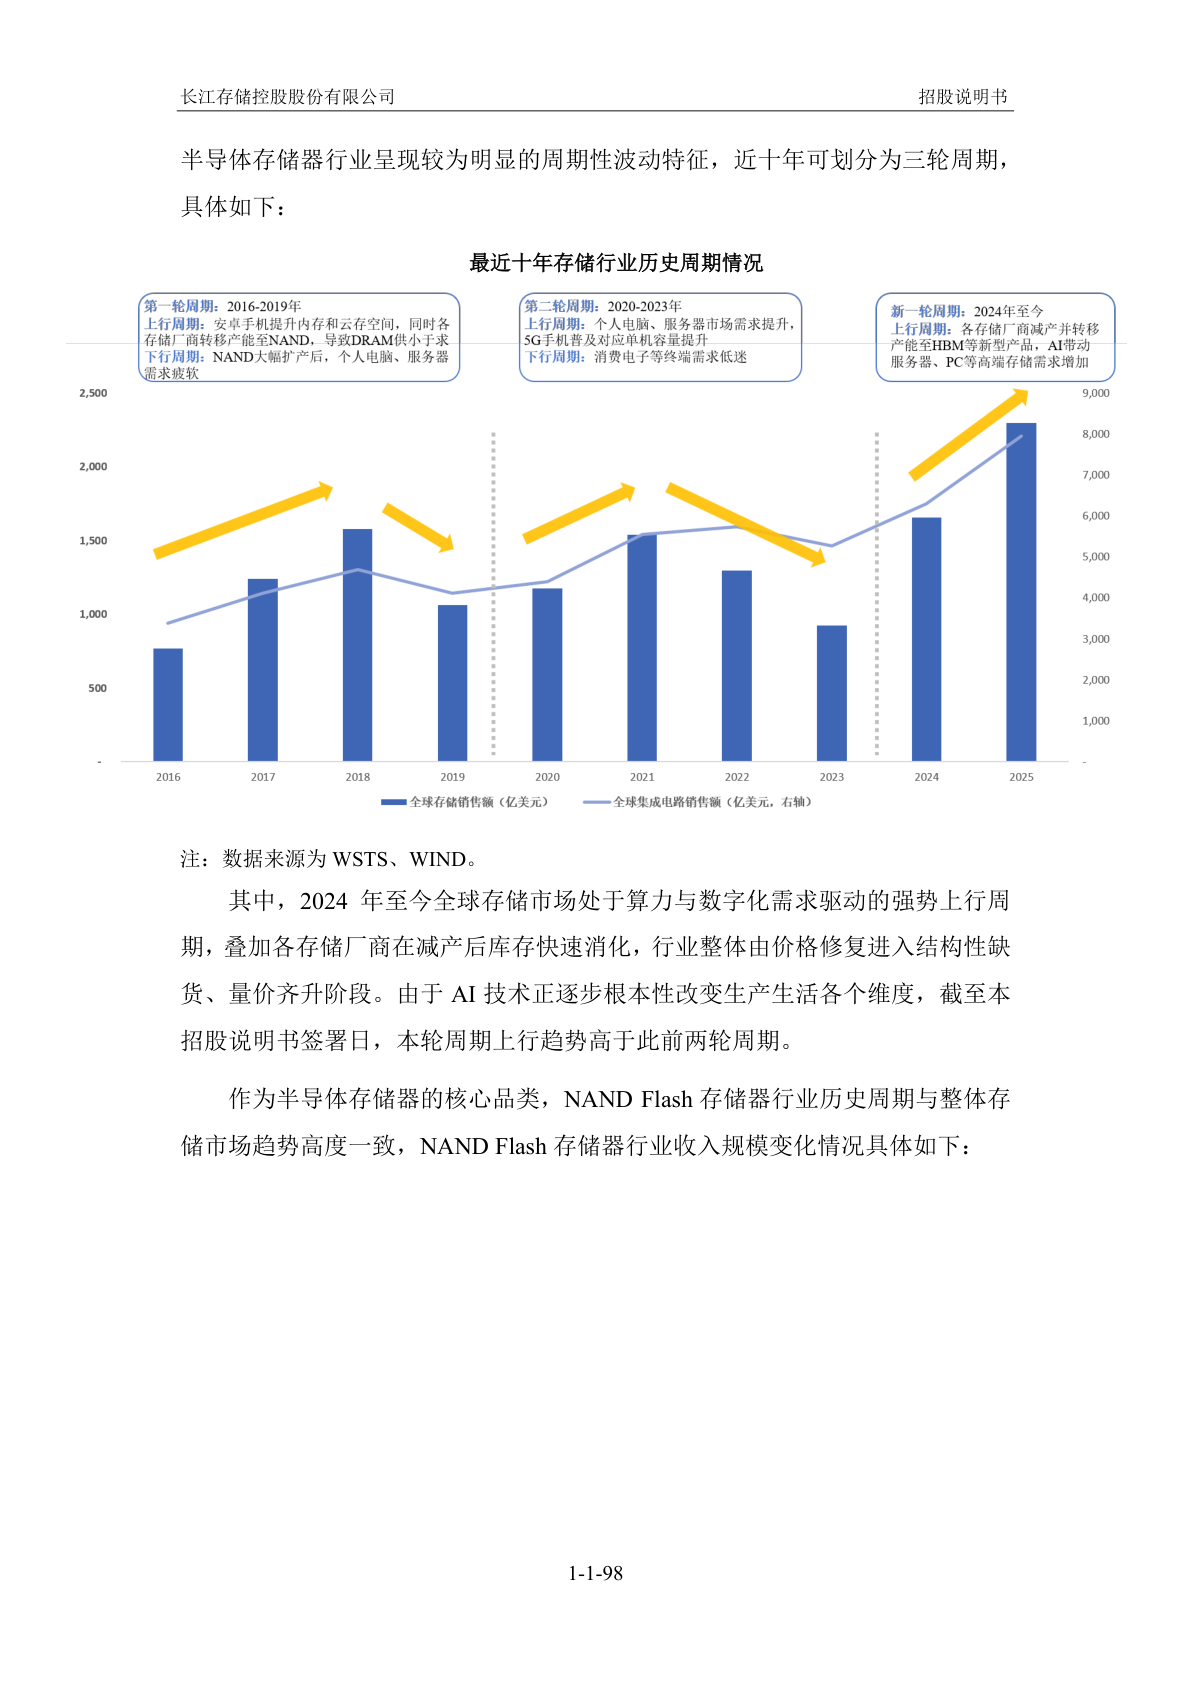 长江存储控股股份有限公司 招股说明书
半导体存储器行业呈现较为明显的周期性波动特征，近十年可划分为三轮周期，
具体如下：
最近十年存储行业历史周期情况
第一轮周期：2016-2019年
上行周期：安卓手机提升内存和云存空间，同时各
存储厂商转移产能至NAND，导致DRAM供小于求
下行周期：NAND大幅扩产后，个人电脑、服务器
需求疲软
第二轮周期：2020-2023年
上行周期：个人电脑、服务器市场需求提升，
5G手机普及对应单机容量提升
下行周期：消费电子等终端需求低迷
新一轮周期：2024年至今
上行周期：各存储厂商减产并转移
产能至HBM等新型产品，AI带动
服务器、PC等高端存储需求增加
2,500
2,000
1,500
1,000
500
-
9,000
8,000
7,000
6,000
5,000
4,000
3,000
2,000
1,000
-
2016 2017 2018 2019 2020 2021 2022 2023 2024 2025
全球存储销售额（亿美元） 全球集成电路销售额（亿美元，右轴）
注：数据来源为 WSTS、WIND。
其中，2024 年至今全球存储市场处于算力与数字化需求驱动的强势上行周
期，叠加各存储厂商在减产后库存快速消化，行业整体由价格修复进入结构性缺
货、量价齐升阶段。由于 AI 技术正逐步根本性改变生产生活各个维度，截至本
招股说明书签署日，本轮周期上行趋势高于此前两轮周期。
作为半导体存储器的核心品类，NAND Flash 存储器行业历史周期与整体存
储市场趋势高度一致，NAND Flash 存储器行业收入规模变化情况具体如下：
1-1-98